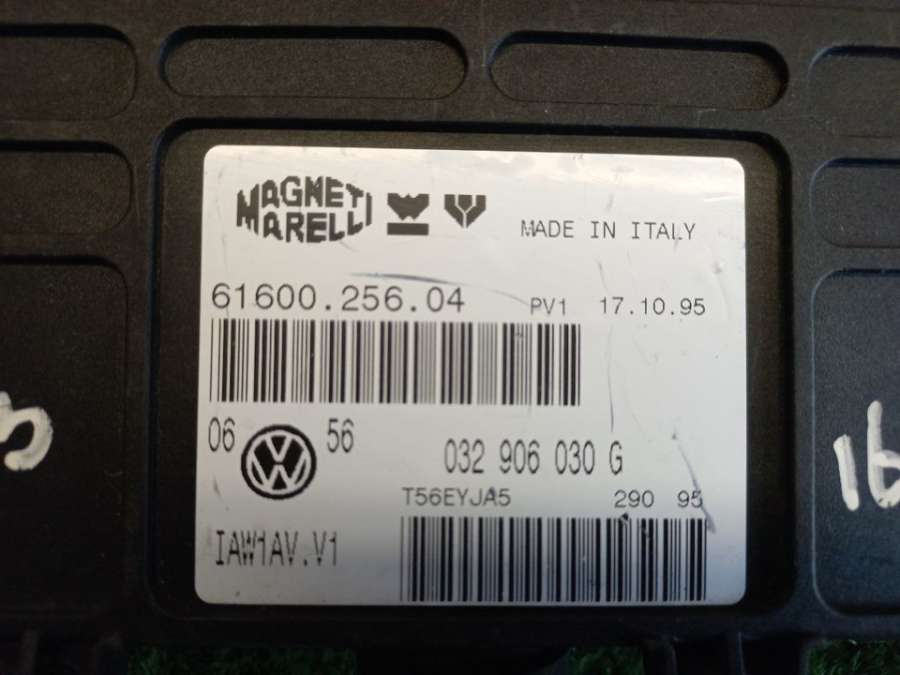 MAGNETI
MARELLI
MADE IN ITALY
61600.256.04 PV1 17.10.95
06 56
032 906 030 G
T56EYJA5 290 95
IAW1AV.V1
16